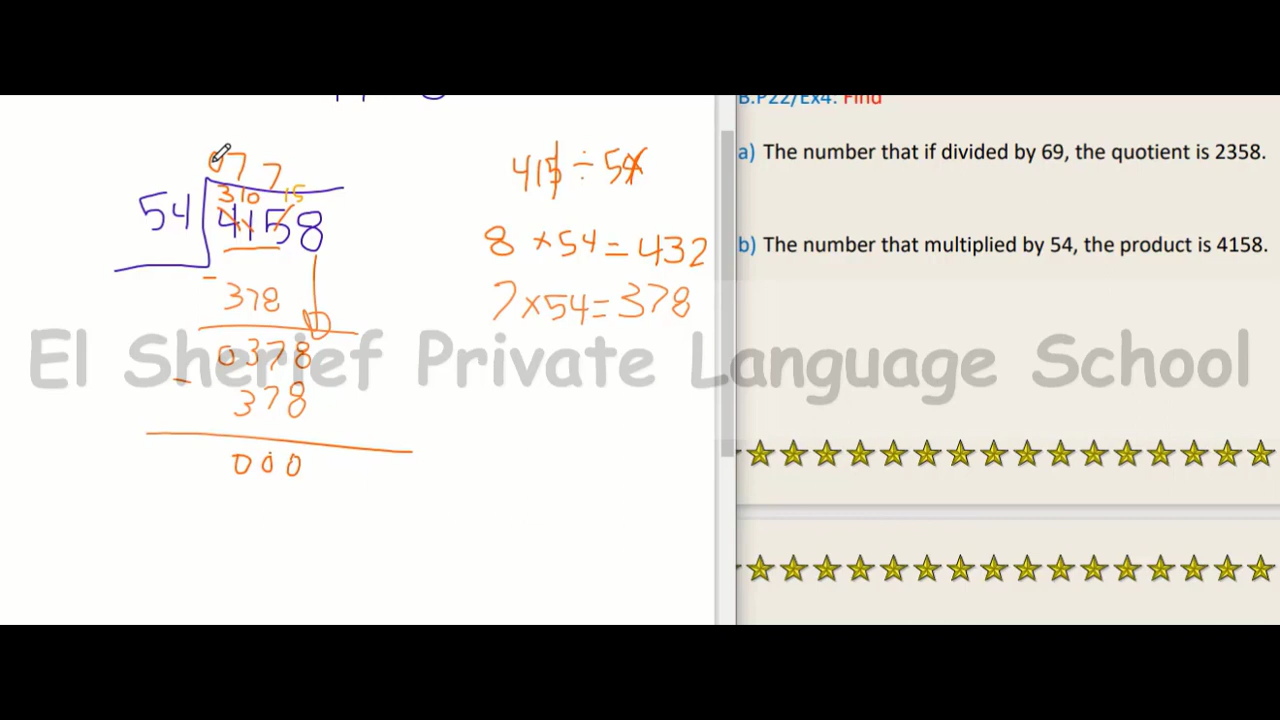 B.P22/Ex4: Find
077
310 15
54 4158
- 378
0378
- 378
000
415 ÷ 54
8 × 54 = 432
7 × 54 = 378
a) The number that if divided by 69, the quotient is 2358.
b) The number that multiplied by 54, the product is 4158.
El Sherief Private Language School